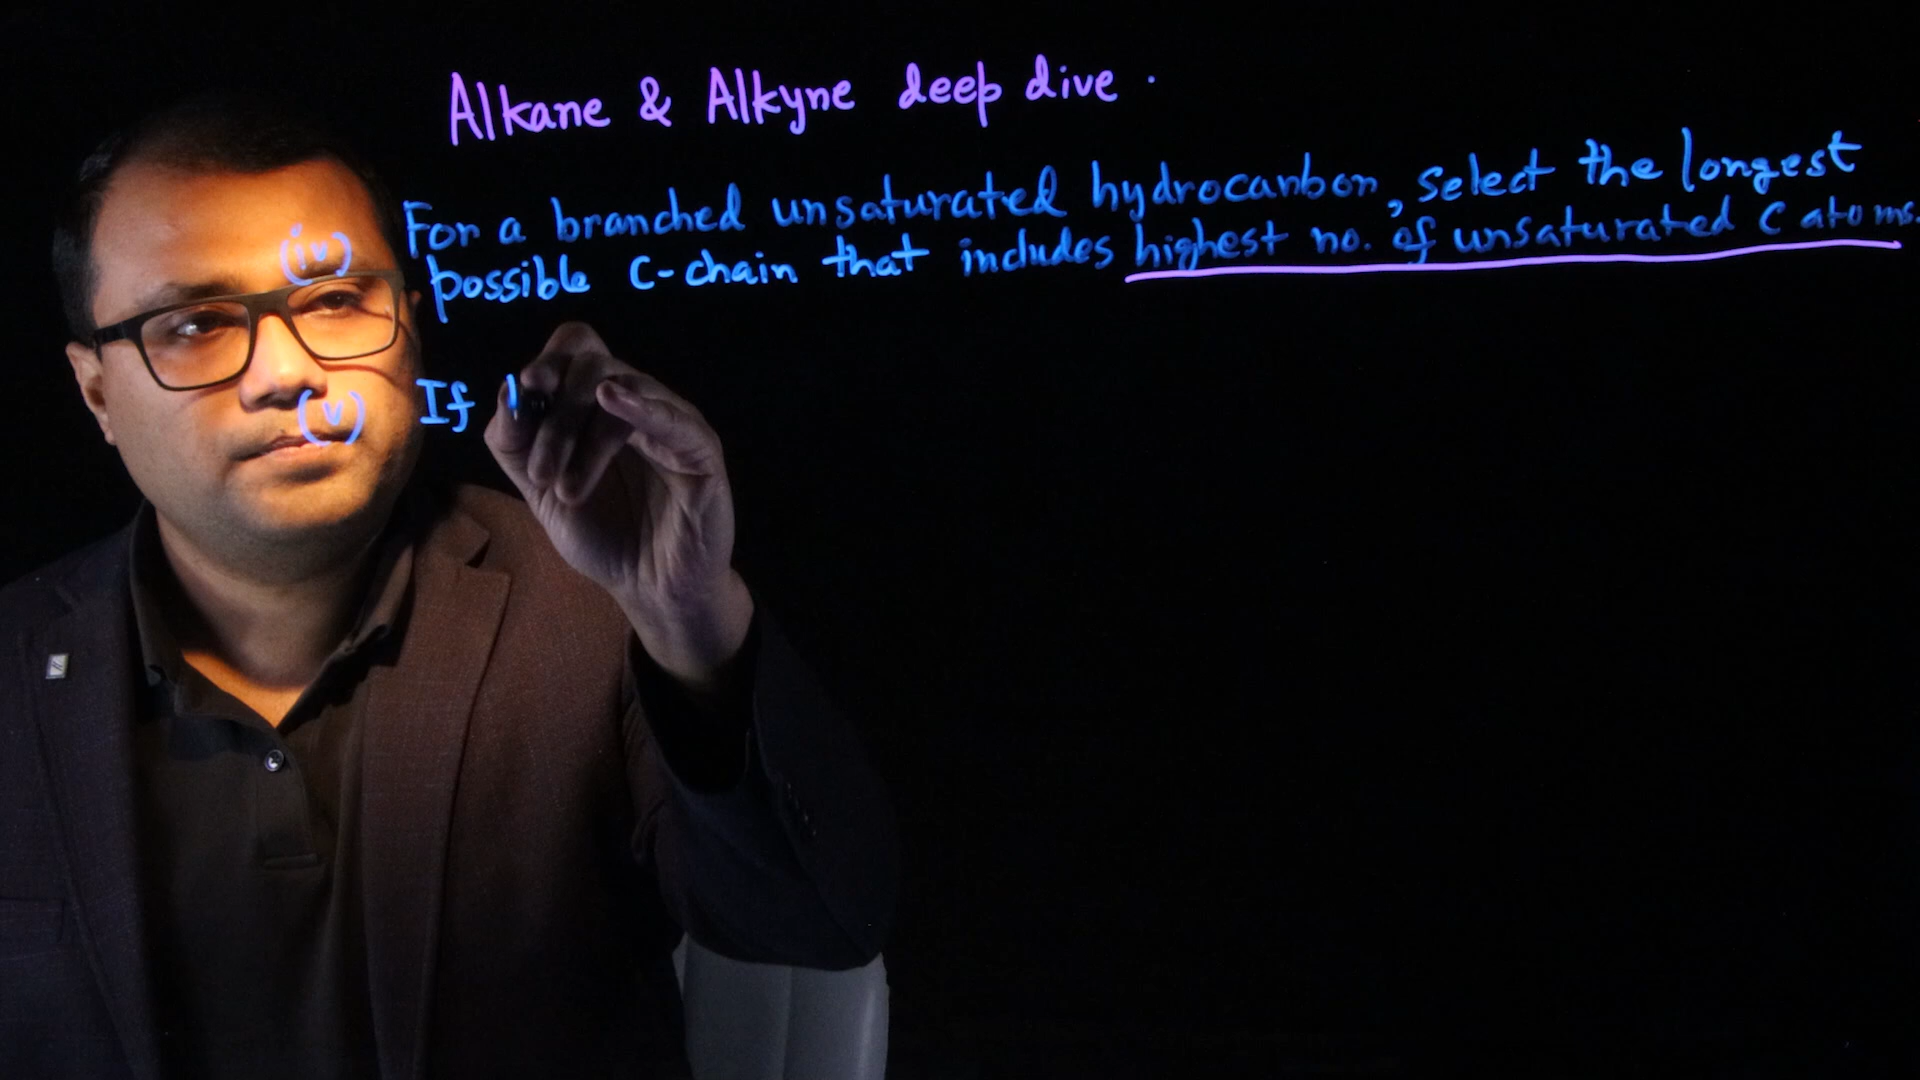 Alkane & Alkyne deep dive.
(iv) For a branched unsaturated hydrocarbon, select the longest
possible C-chain that includes highest no. of unsaturated C atoms.
(v) If